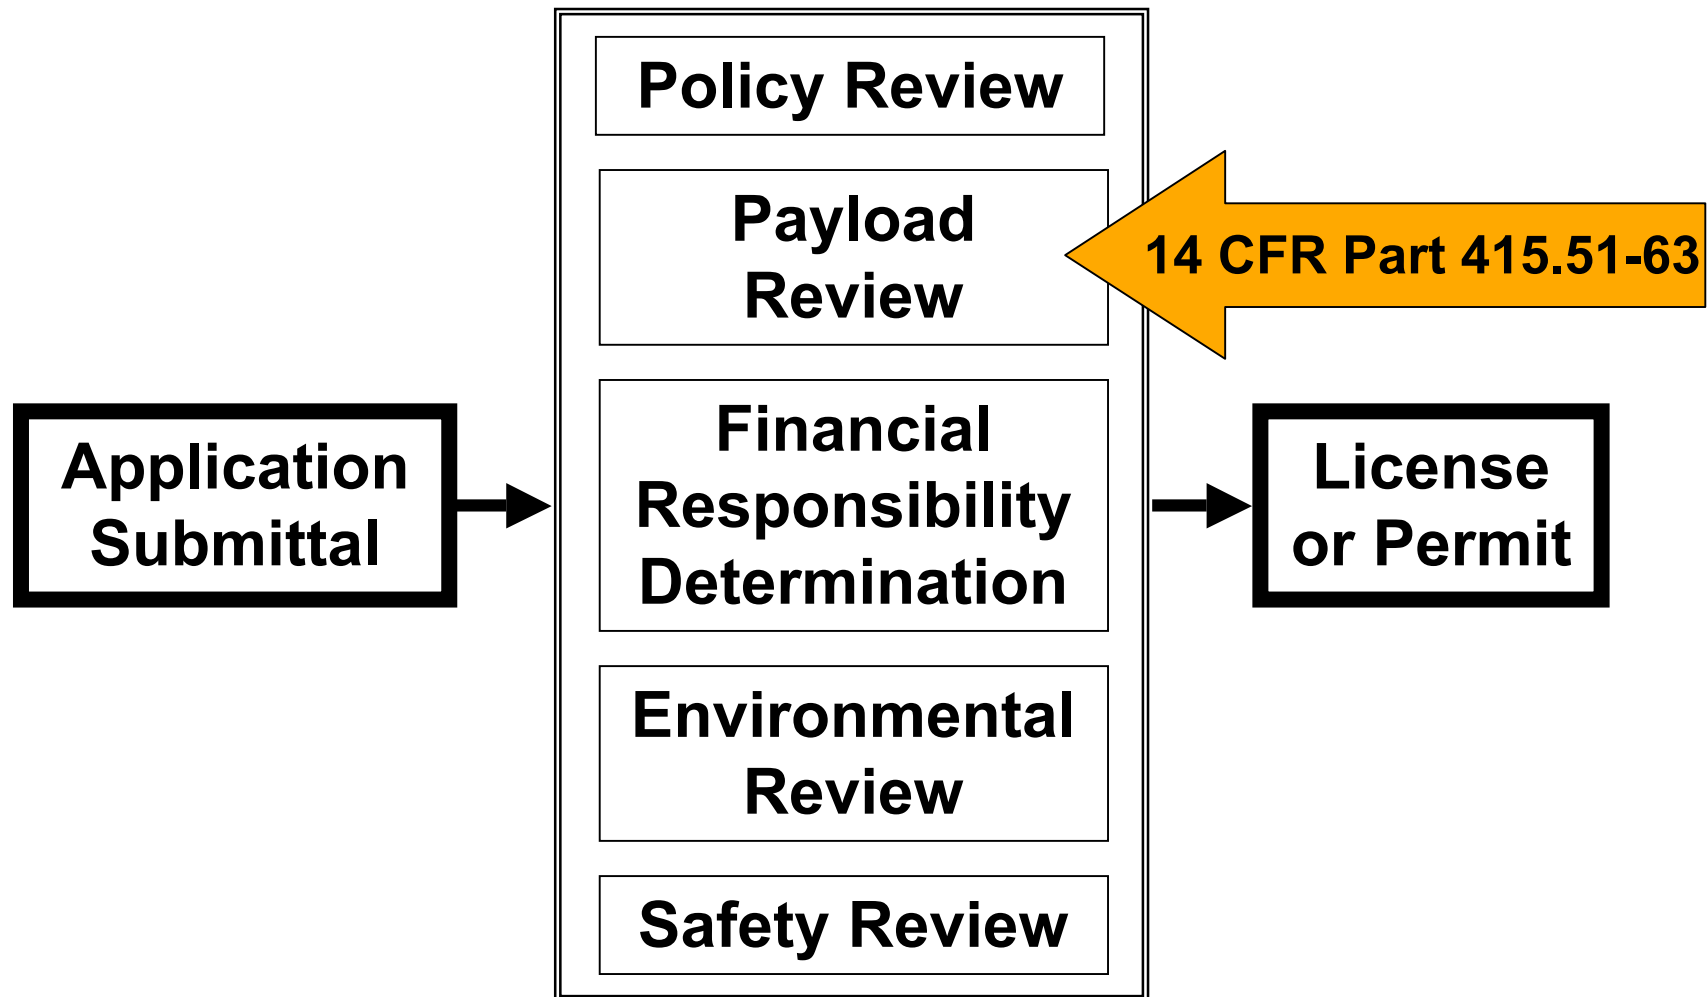 Policy Review
Payload
Review
14 CFR Part 415.51-63
Financial
Responsibility
Determination
Application
Submittal
License
or Permit
Environmental
Review
Safety Review